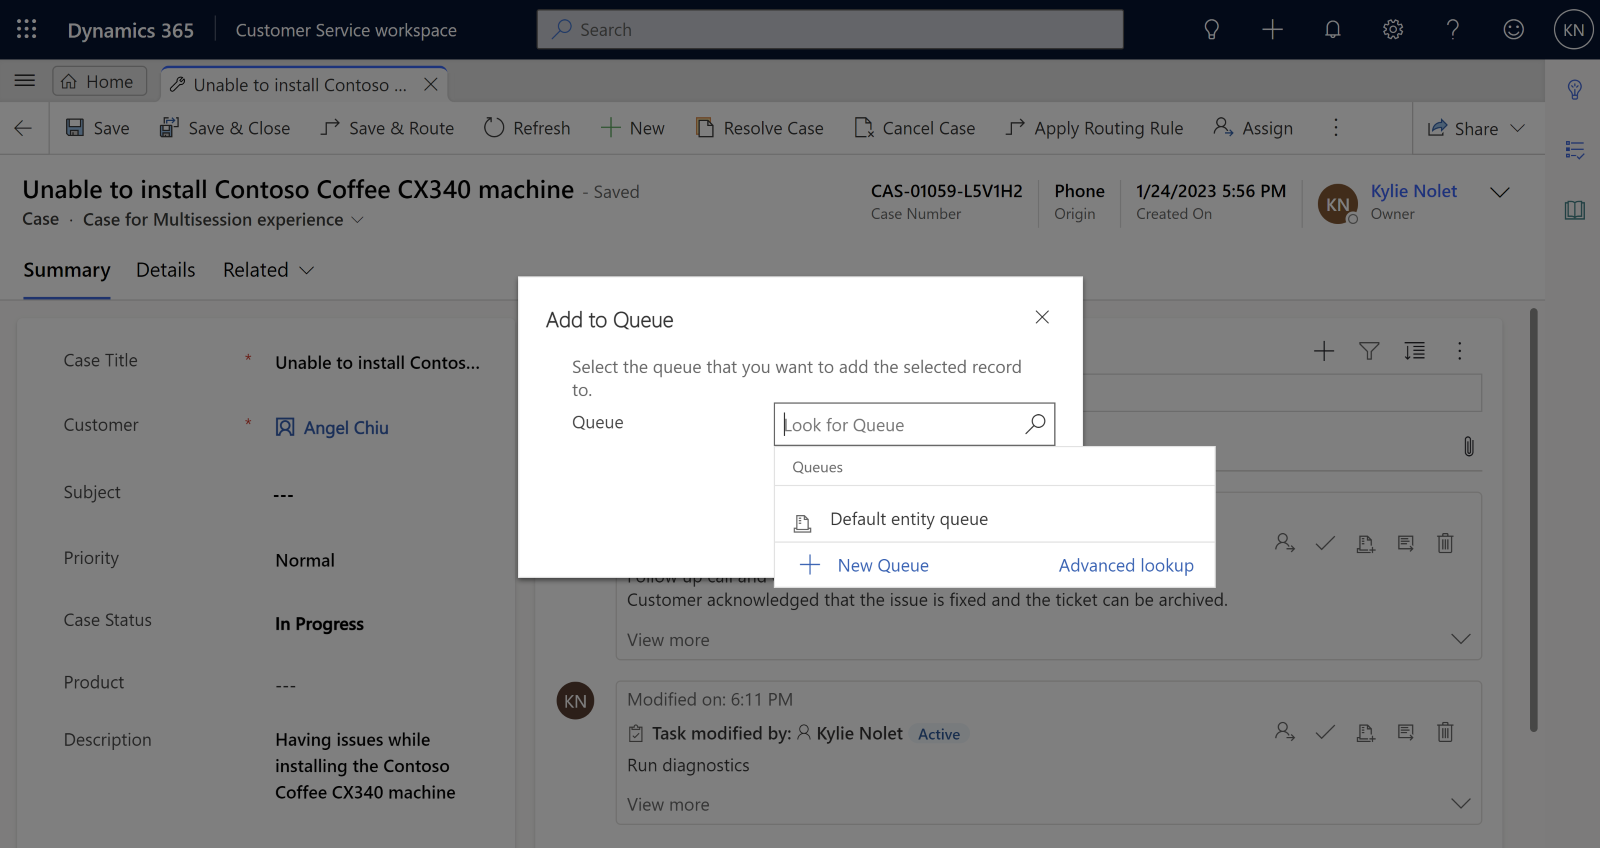 Dynamics 365
Customer Service workspace
Search
KN
Home
Unable to install Contoso ...
Save
Save & Close
Save & Route
Refresh
New
Resolve Case
Cancel Case
Apply Routing Rule
Assign
Share
Unable to install Contoso Coffee CX340 machine - Saved
Case · Case for Multisession experience
CAS-01059-L5V1H2
Case Number
Phone
Origin
1/24/2023 5:56 PM
Created On
KN
Kylie Nolet
Owner
Summary
Details
Related
Case Title
*
Unable to install Contos...
Customer
*
Angel Chiu
Subject
---
Priority
Normal
Case Status
In Progress
Product
---
Description
Having issues while
installing the Contoso
Coffee CX340 machine
Add to Queue
Select the queue that you want to add the selected record
to.
Queue
Look for Queue
Queues
Default entity queue
New Queue
Advanced lookup
Follow up call and
Customer acknowledged that the issue is fixed and the ticket can be archived.
View more
KN
Modified on: 6:11 PM
Task modified by: Kylie Nolet Active
Run diagnostics
View more